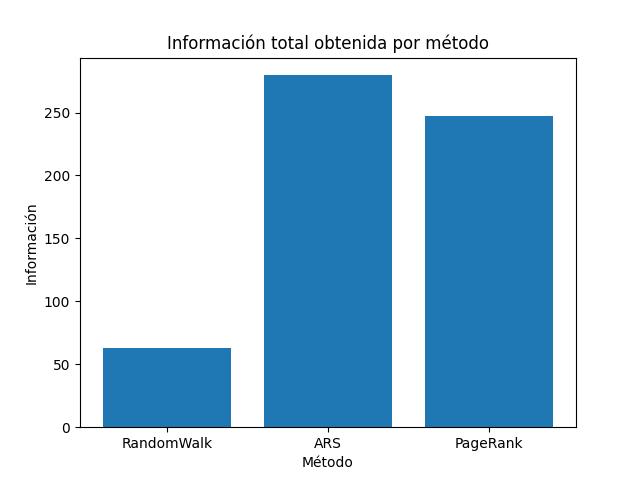 Información total obtenida por método
250
200
150
100
50
0
Información
RandomWalk
ARS
PageRank
Método